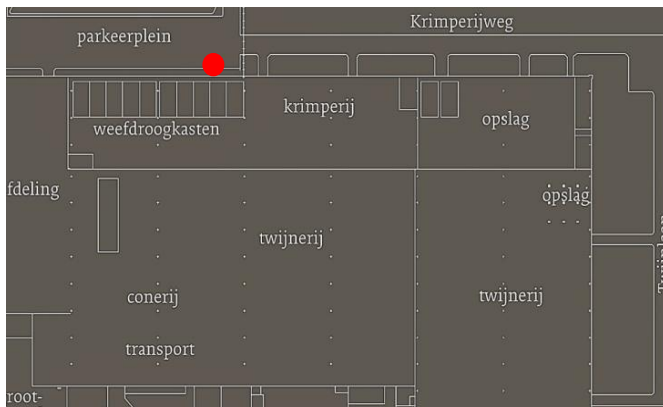 Krimperijweg
parkeerplein
krimperij
opslag
weefdroogkasten
fdeling
opslag
twijnerij
conerij
twijnerij
transport
root-